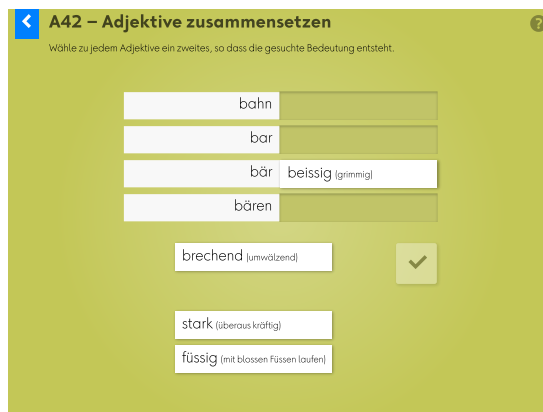 A42 – Adjektive zusammensetzen
?
Wähle zu jedem Adjektive ein zweites, so dass die gesuchte Bedeutung entsteht.
bahn
bar
bär beissig (grimmig)
bären
brechend (umwälzend)
stark (überaus kräftig)
füssig (mit blossen Füssen laufen)